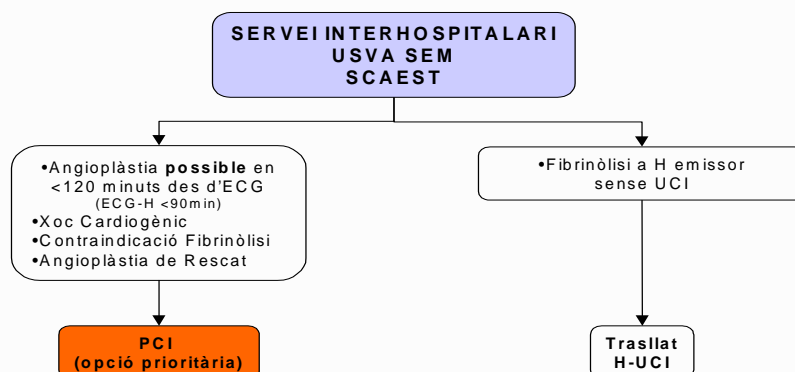 SERVEI INTERHOSPITALARI
USVA SEM
SCAEST
•Angioplàstia possible en
<120 minuts des d'ECG
(ECG-H <90min)
•Xoc Cardiogènic
•Contraindicació Fibrinòlisi
•Angioplàstia de Rescat
•Fibrinòlisi a H emissor
sense UCI
PCI
(opció prioritària)
Trasllat
H-UCI